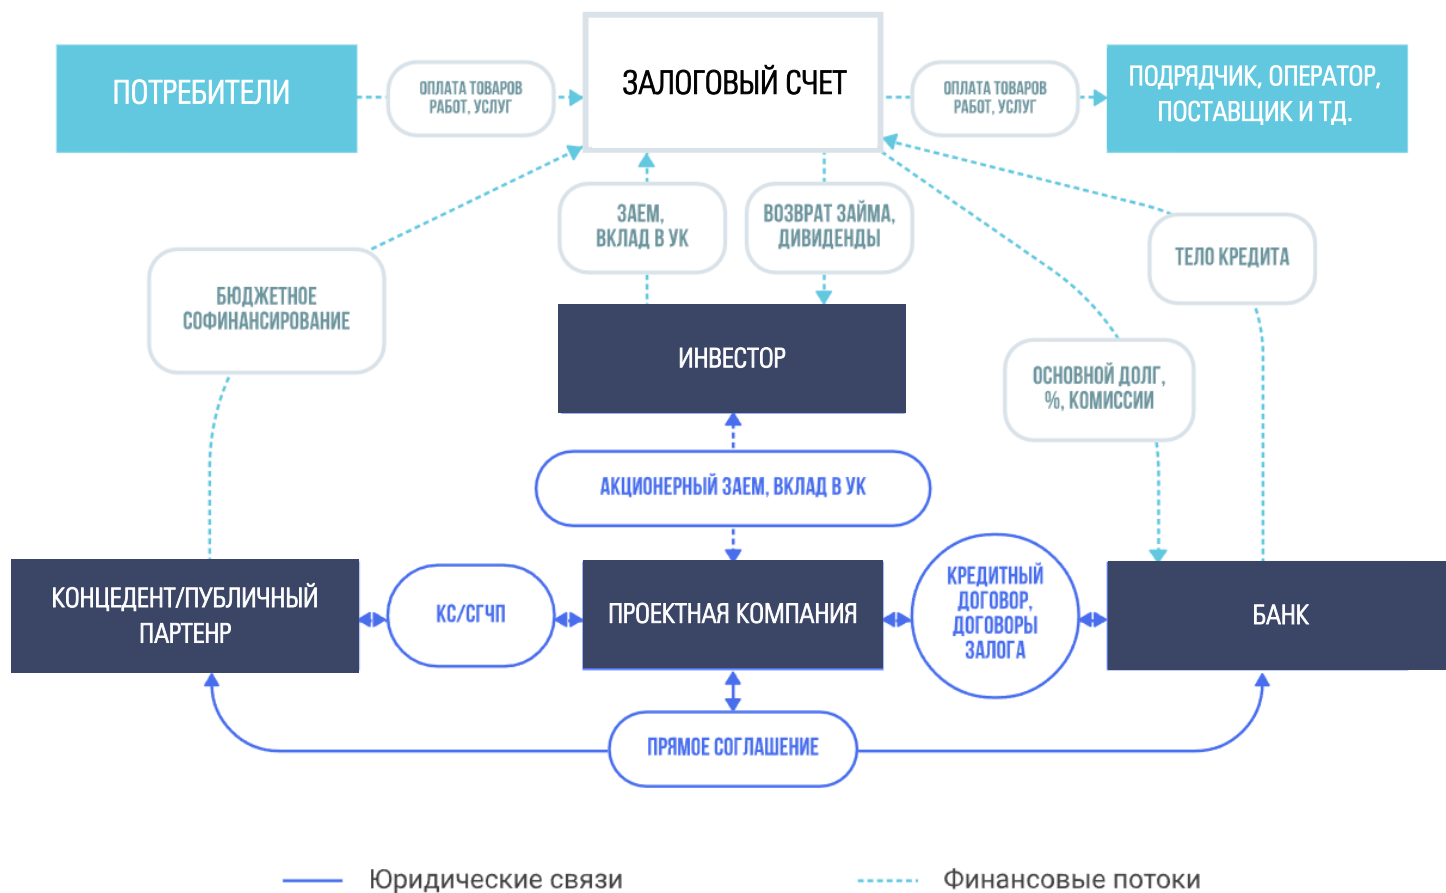 ПОТРЕБИТЕЛИ
ОПЛАТА ТОВАРОВ
РАБОТ, УСЛУГ
ЗАЛОГОВЫЙ СЧЕТ
ОПЛАТА ТОВАРОВ
РАБОТ, УСЛУГ
ПОДРЯДЧИК, ОПЕРАТОР,
ПОСТАВЩИК И ТД.
ЗАЕМ,
ВКЛАД В УК
ВОЗВРАТ ЗАЙМА,
ДИВИДЕНДЫ
ТЕЛО КРЕДИТА
БЮДЖЕТНОЕ
СОФИНАНСИРОВАНИЕ
ИНВЕСТОР
ОСНОВНОЙ ДОЛГ,
%, КОМИССИИ
АКЦИОНЕРНЫЙ ЗАЕМ, ВКЛАД В УК
КОНЦЕДЕНТ/ПУБЛИЧНЫЙ
ПАРТЕНР
КС/СГЧП
ПРОЕКТНАЯ КОМПАНИЯ
КРЕДИТНЫЙ
ДОГОВОР,
ДОГОВОРЫ
ЗАЛОГА
БАНК
ПРЯМОЕ СОГЛАШЕНИЕ
Юридические связи
Финансовые потоки